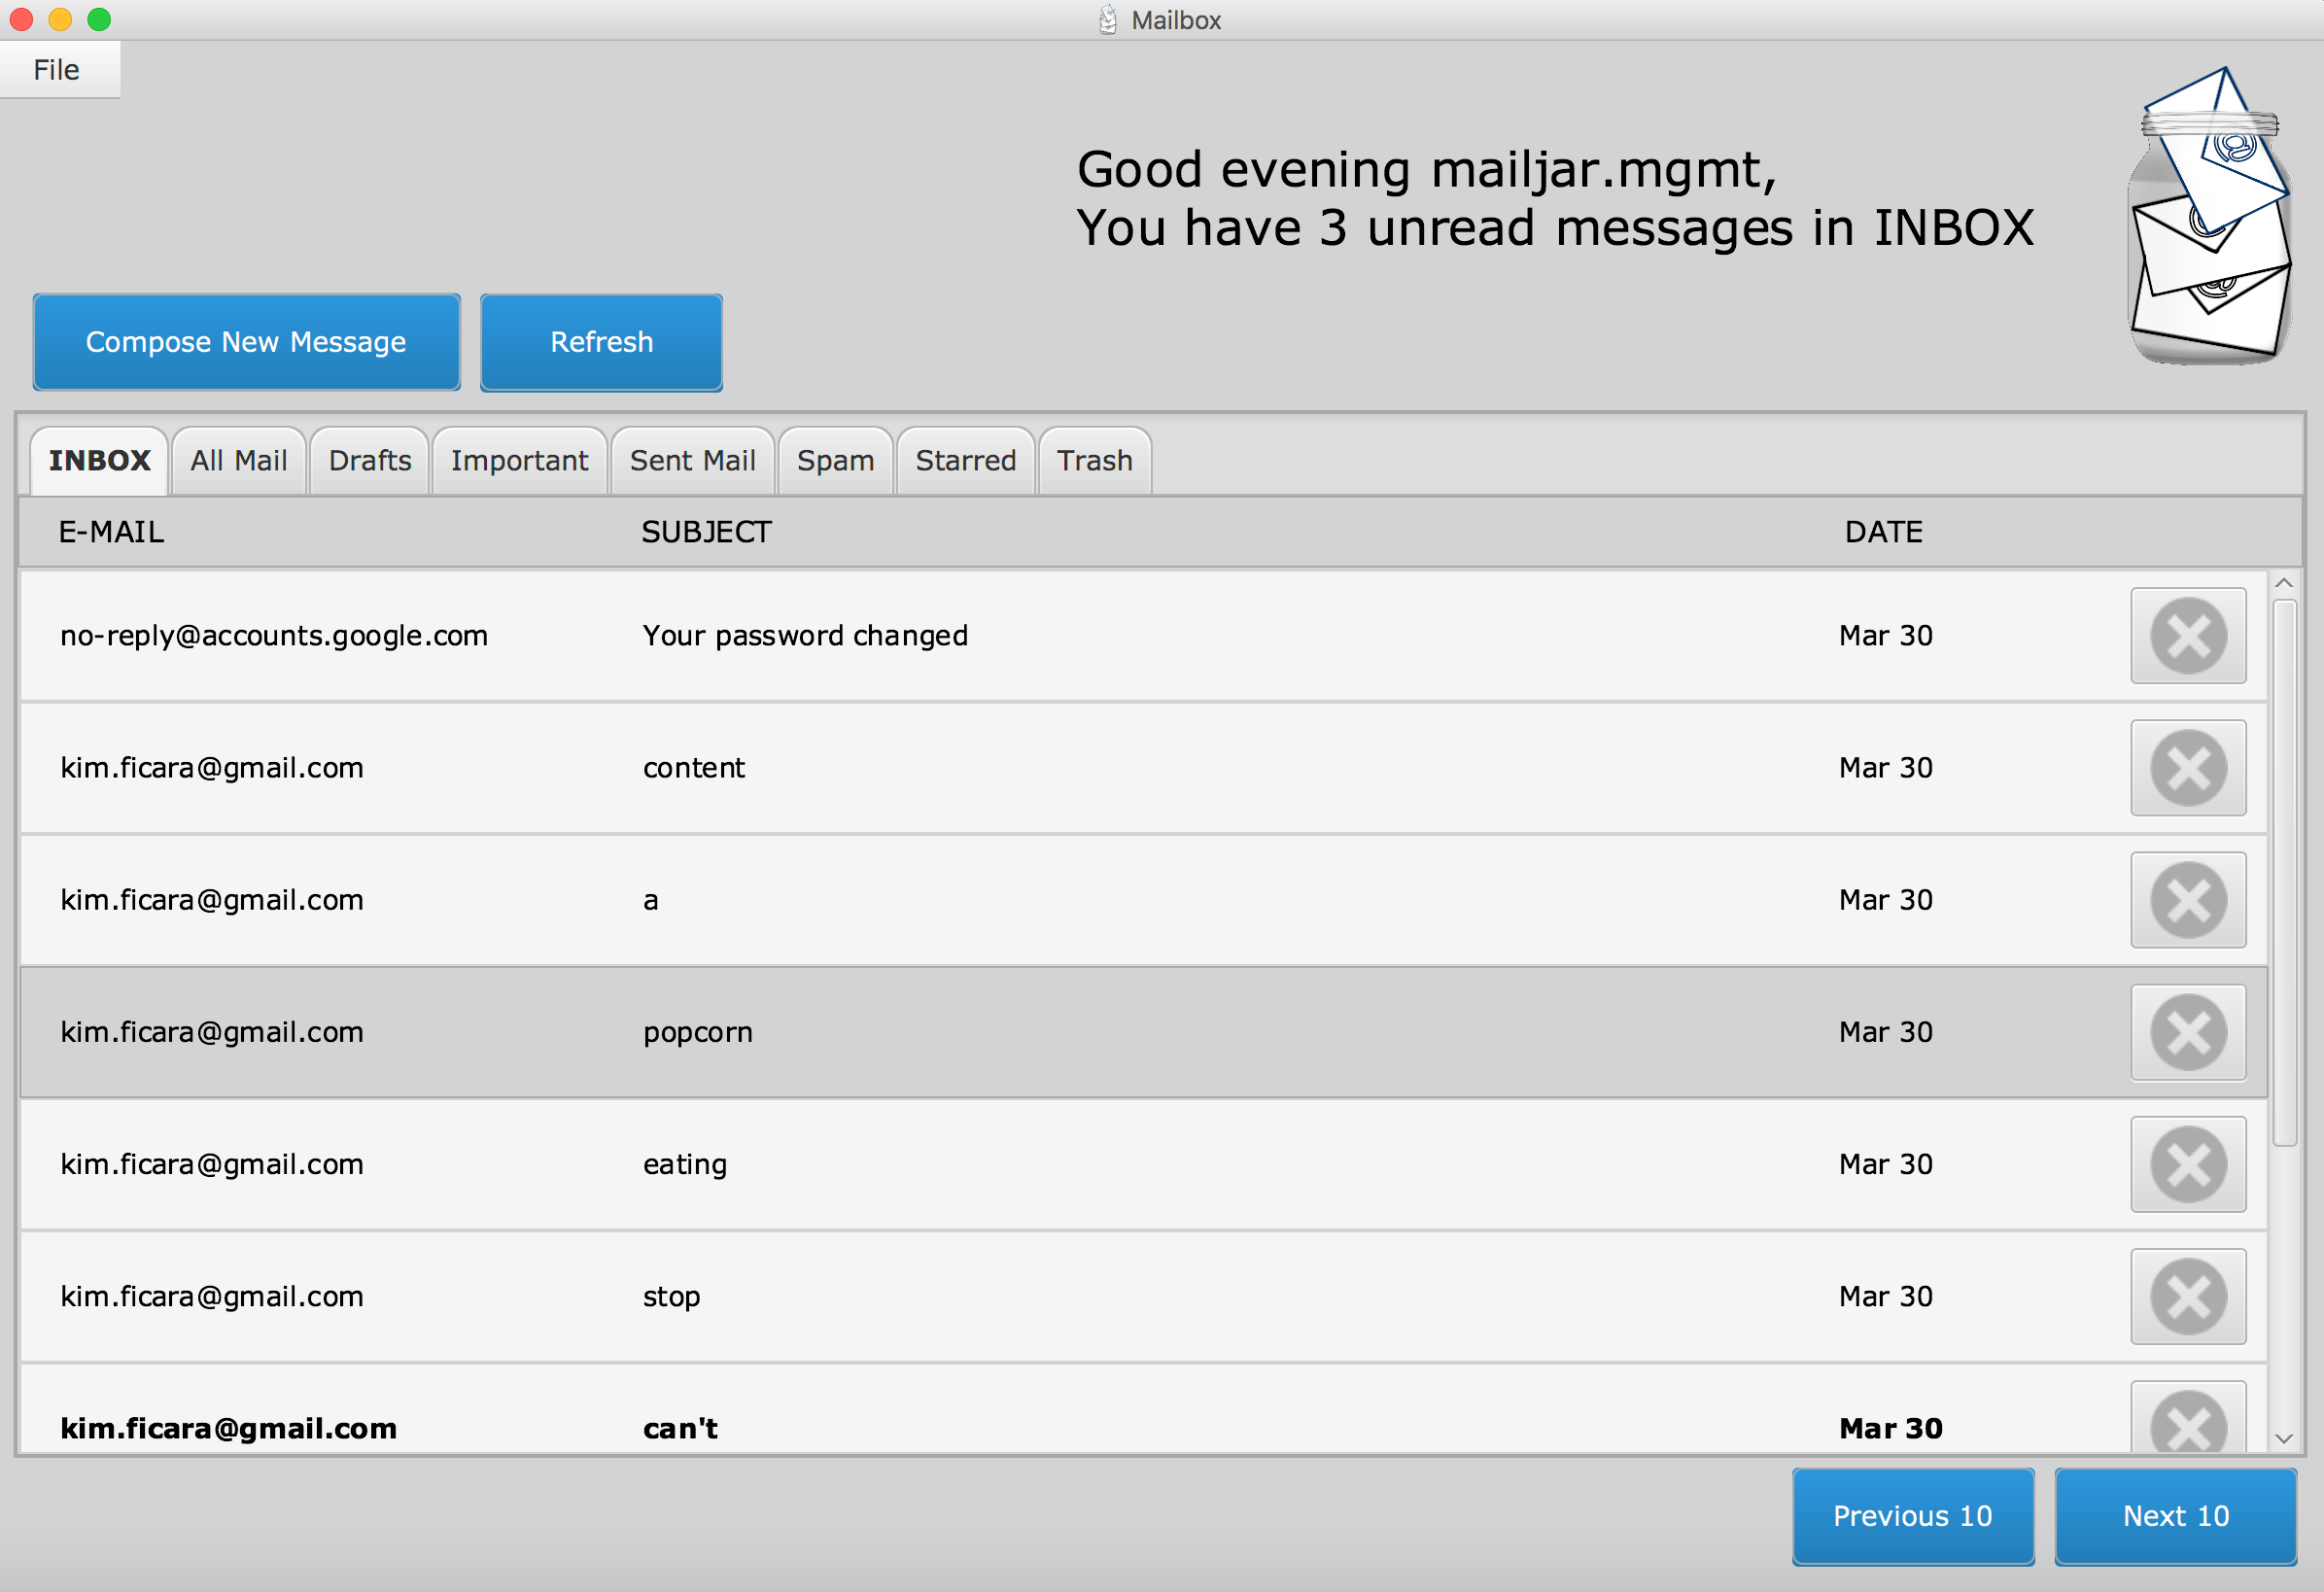 Mailbox
File
Good evening mailjar.mgmt,
You have 3 unread messages in INBOX
Compose New Message Refresh
INBOX All Mail Drafts Important Sent Mail Spam Starred Trash
E-MAIL SUBJECT DATE
no-reply@accounts.google.com Your password changed Mar 30
kim.ficara@gmail.com content Mar 30
kim.ficara@gmail.com a Mar 30
kim.ficara@gmail.com popcorn Mar 30
kim.ficara@gmail.com eating Mar 30
kim.ficara@gmail.com stop Mar 30
kim.ficara@gmail.com can't Mar 30
Previous 10 Next 10